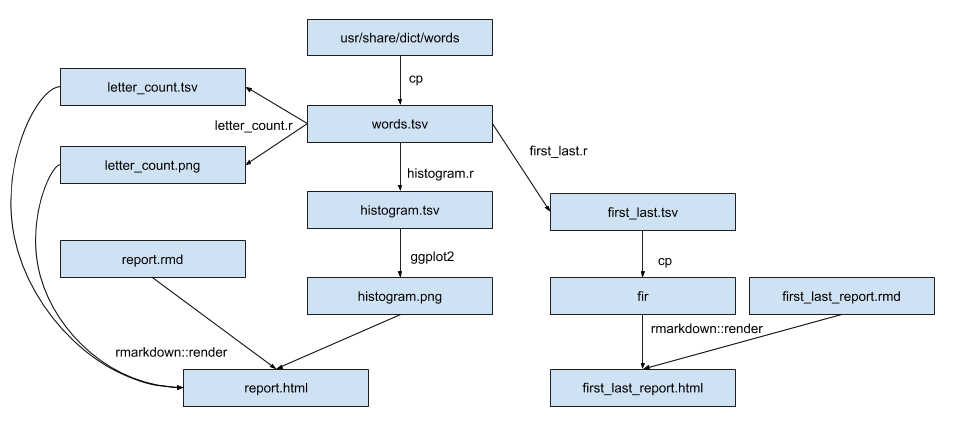 usr/share/dict/words
cp
letter_count.tsv
words.tsv
letter_count.r
first_last.r
letter_count.png
histogram.r
histogram.tsv
first_last.tsv
report.rmd
ggplot2
cp
histogram.png
fir
first_last_report.rmd
rmarkdown::render
rmarkdown::render
report.html
first_last_report.html